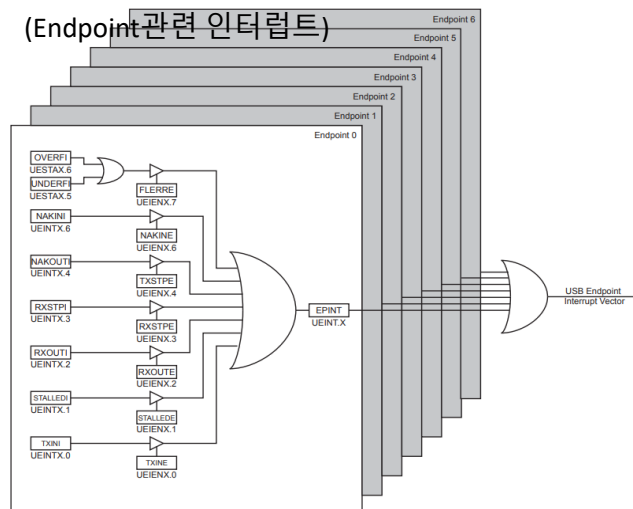 (Endpoint관련 인터럽트)
Endpoint 6
Endpoint 5
Endpoint 4
Endpoint 3
Endpoint 2
Endpoint 1
Endpoint 0
OVERFI
UESTAX.6
UNDERFI
UESTAX.5
FLERRE
UEIENX.7
NAKINI
UEINTX.6
NAKINE
UEIENX.6
NAKOUTI
UEINTX.4
TXSTPE
UEIENX.4
RXSTPI
UEINTX.3
RXSTPE
UEIENX.3
RXOUTI
UEINTX.2
RXOUTE
UEIENX.2
STALLEDI
UEINTX.1
STALLEDE
UEIENX.1
TXINI
UEINTX.0
TXINE
UEIENX.0
EPINT
UEINT.X
USB Endpoint
Interrupt Vector